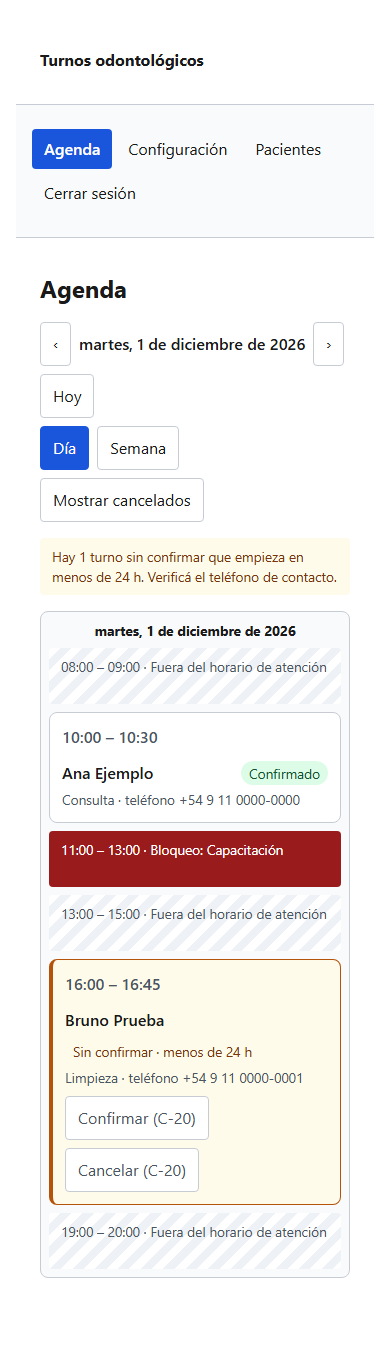 Turnos odontológicos
Agenda Configuración Pacientes
Cerrar sesión
Agenda
‹ martes, 1 de diciembre de 2026 ›
Hoy
Día Semana
Mostrar cancelados
Hay 1 turno sin confirmar que empieza en
menos de 24 h. Verificá el teléfono de contacto.
martes, 1 de diciembre de 2026
08:00 – 09:00 · Fuera del horario de atención
10:00 – 10:30
Ana Ejemplo Confirmado
Consulta · teléfono +54 9 11 0000-0000
11:00 – 13:00 · Bloqueo: Capacitación
13:00 – 15:00 · Fuera del horario de atención
16:00 – 16:45
Bruno Prueba
Sin confirmar · menos de 24 h
Limpieza · teléfono +54 9 11 0000-0001
Confirmar (C-20)
Cancelar (C-20)
19:00 – 20:00 · Fuera del horario de atención